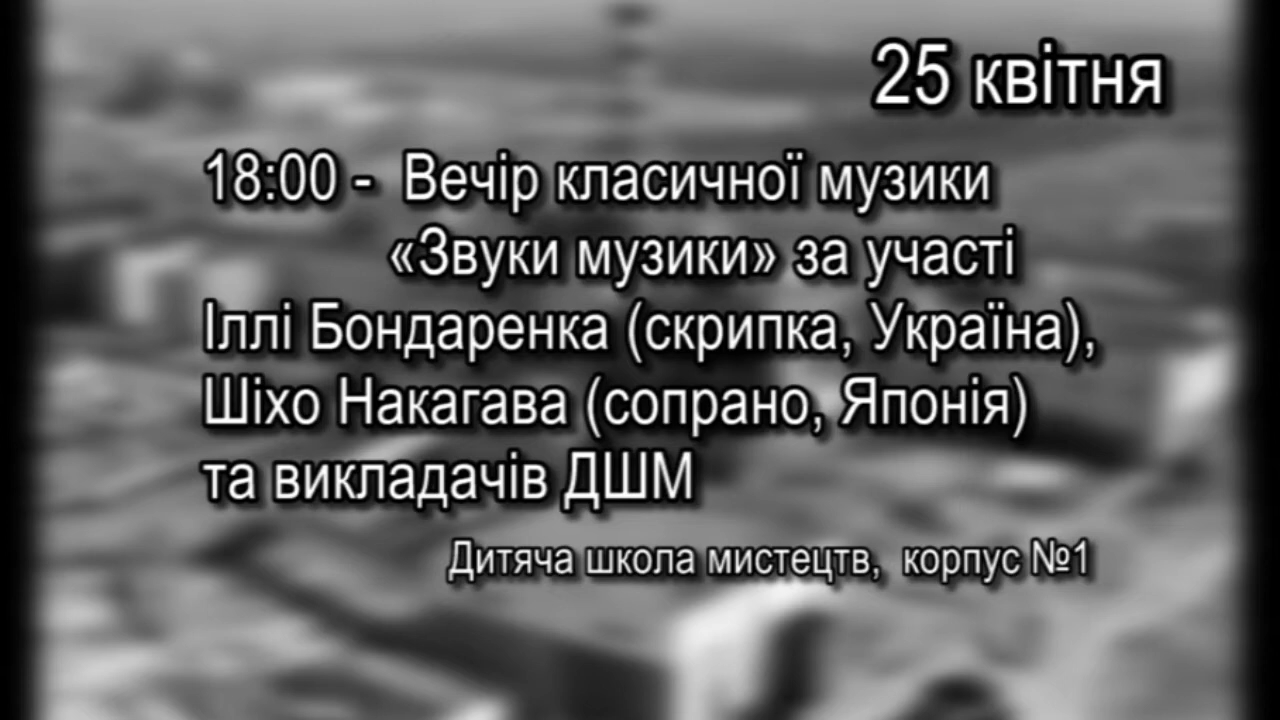 25 квітня
18:00 - Вечір класичної музики
«Звуки музики» за участі
Іллі Бондаренка (скрипка, Україна),
Шіхо Накагава (сопрано, Японія)
та викладачів ДШМ
Дитяча школа мистецтв, корпус №1